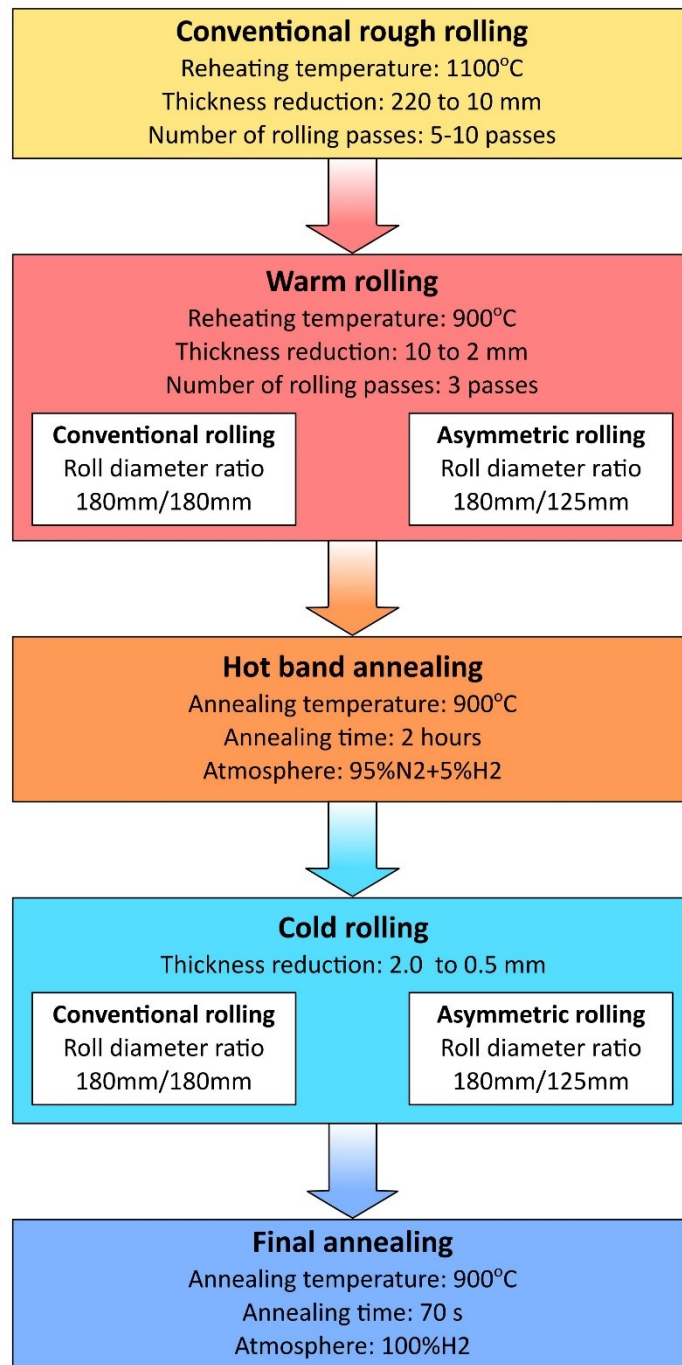 Conventional rough rolling
Reheating temperature: 1100°C
Thickness reduction: 220 to 10 mm
Number of rolling passes: 5-10 passes
Warm rolling
Reheating temperature: 900°C
Thickness reduction: 10 to 2 mm
Number of rolling passes: 3 passes
Conventional rolling
Roll diameter ratio
180mm/180mm
Asymmetric rolling
Roll diameter ratio
180mm/125mm
Hot band annealing
Annealing temperature: 900°C
Annealing time: 2 hours
Atmosphere: 95%N2+5%H2
Cold rolling
Thickness reduction: 2.0 to 0.5 mm
Conventional rolling
Roll diameter ratio
180mm/180mm
Asymmetric rolling
Roll diameter ratio
180mm/125mm
Final annealing
Annealing temperature: 900°C
Annealing time: 70 s
Atmosphere: 100%H2